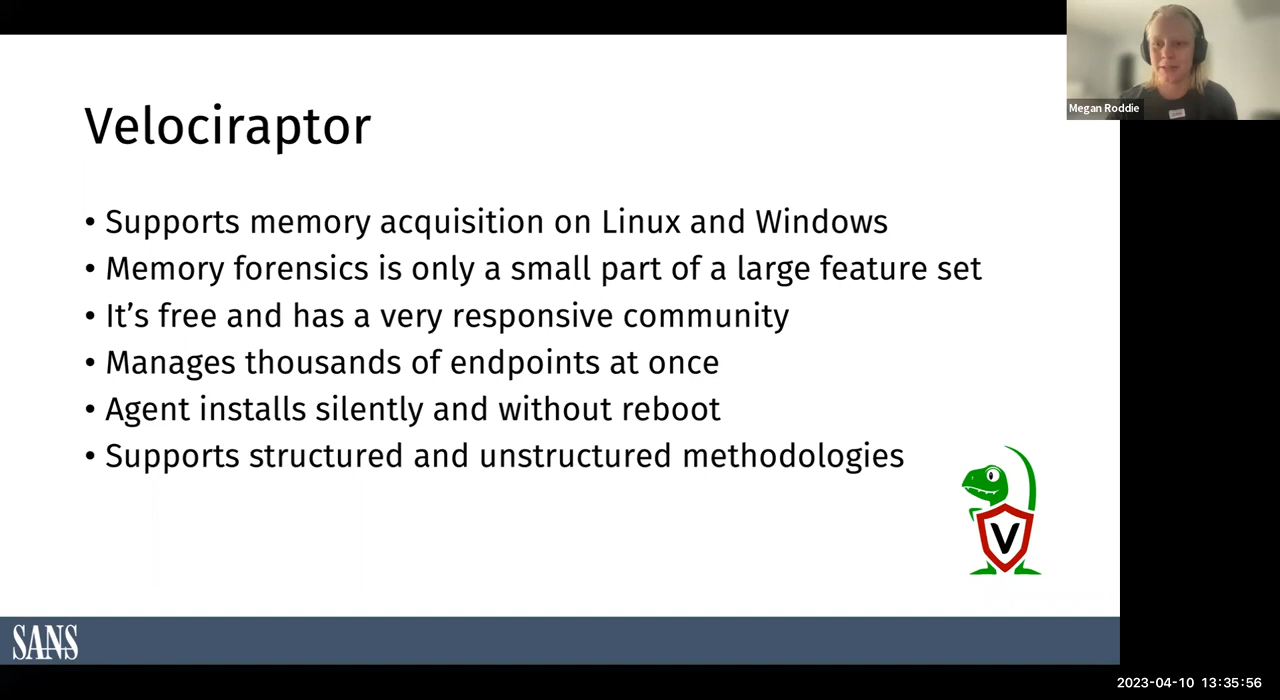 Megan Roddie
Velociraptor
• Supports memory acquisition on Linux and Windows
• Memory forensics is only a small part of a large feature set
• It’s free and has a very responsive community
• Manages thousands of endpoints at once
• Agent installs silently and without reboot
• Supports structured and unstructured methodologies
V
SANS
2023-04-10 13:35:56